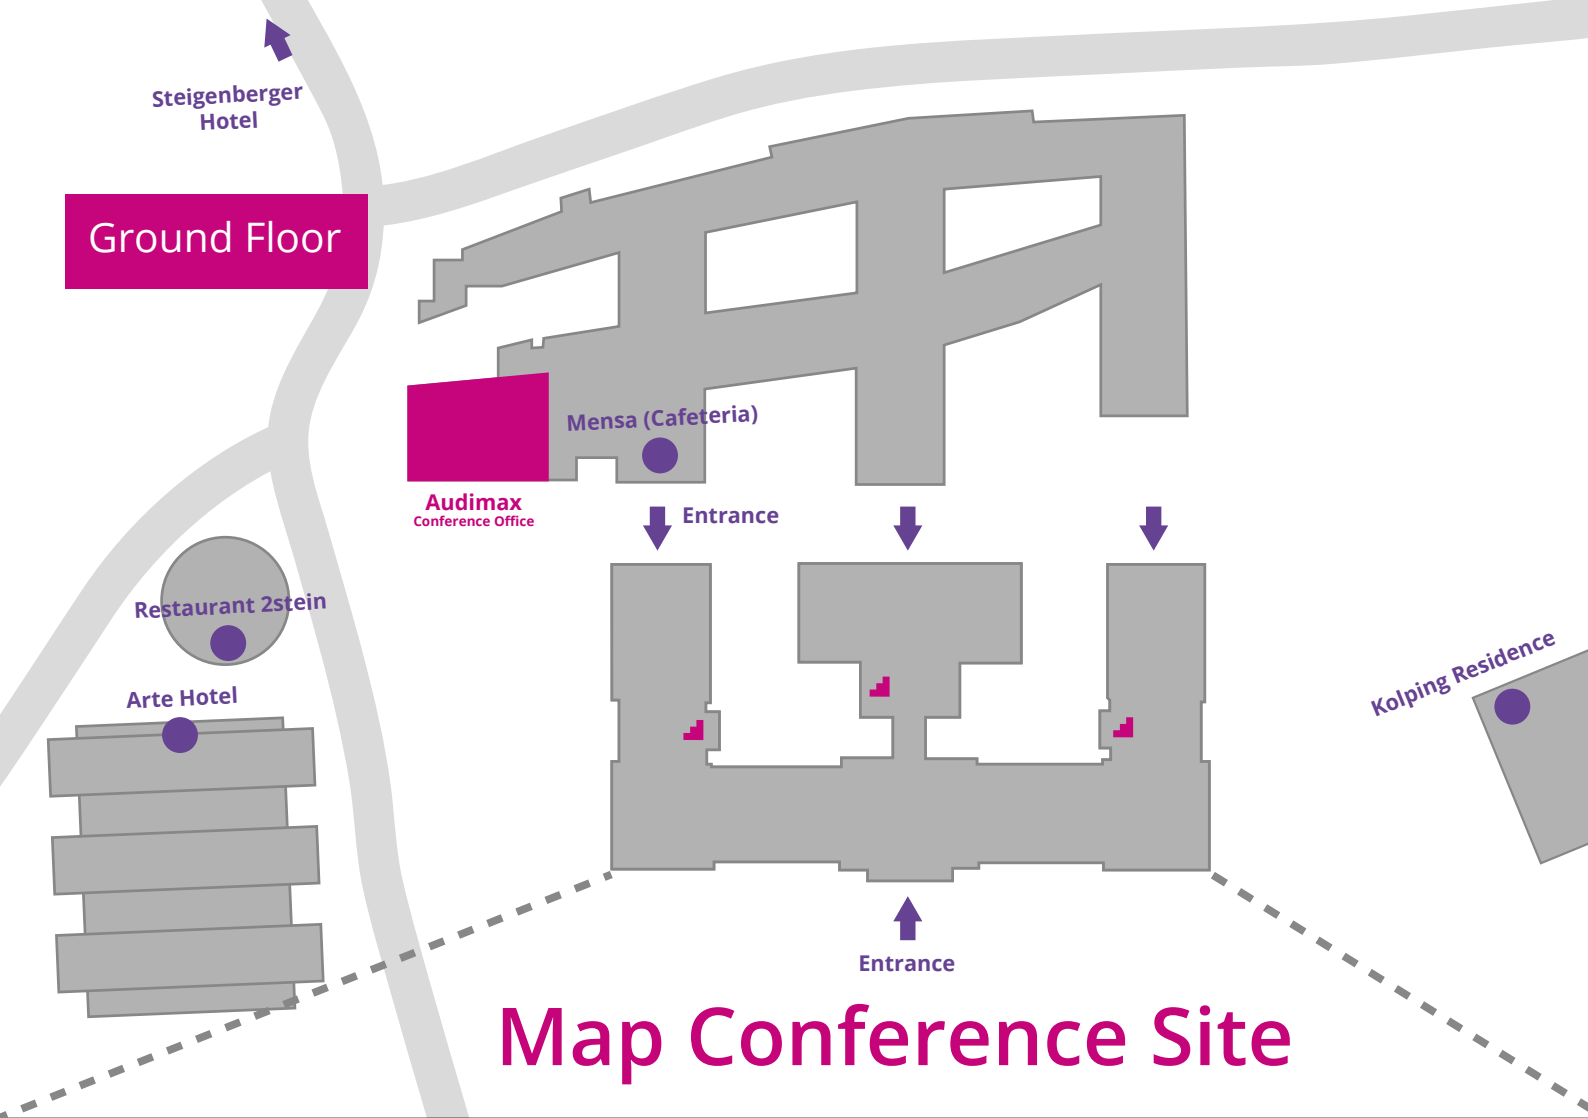 Steigenberger
Hotel
Ground Floor
Mensa (Cafeteria)
Audimax
Conference Office
Entrance
Restaurant 2stein
Arte Hotel
Kolping Residence
Entrance
Map Conference Site